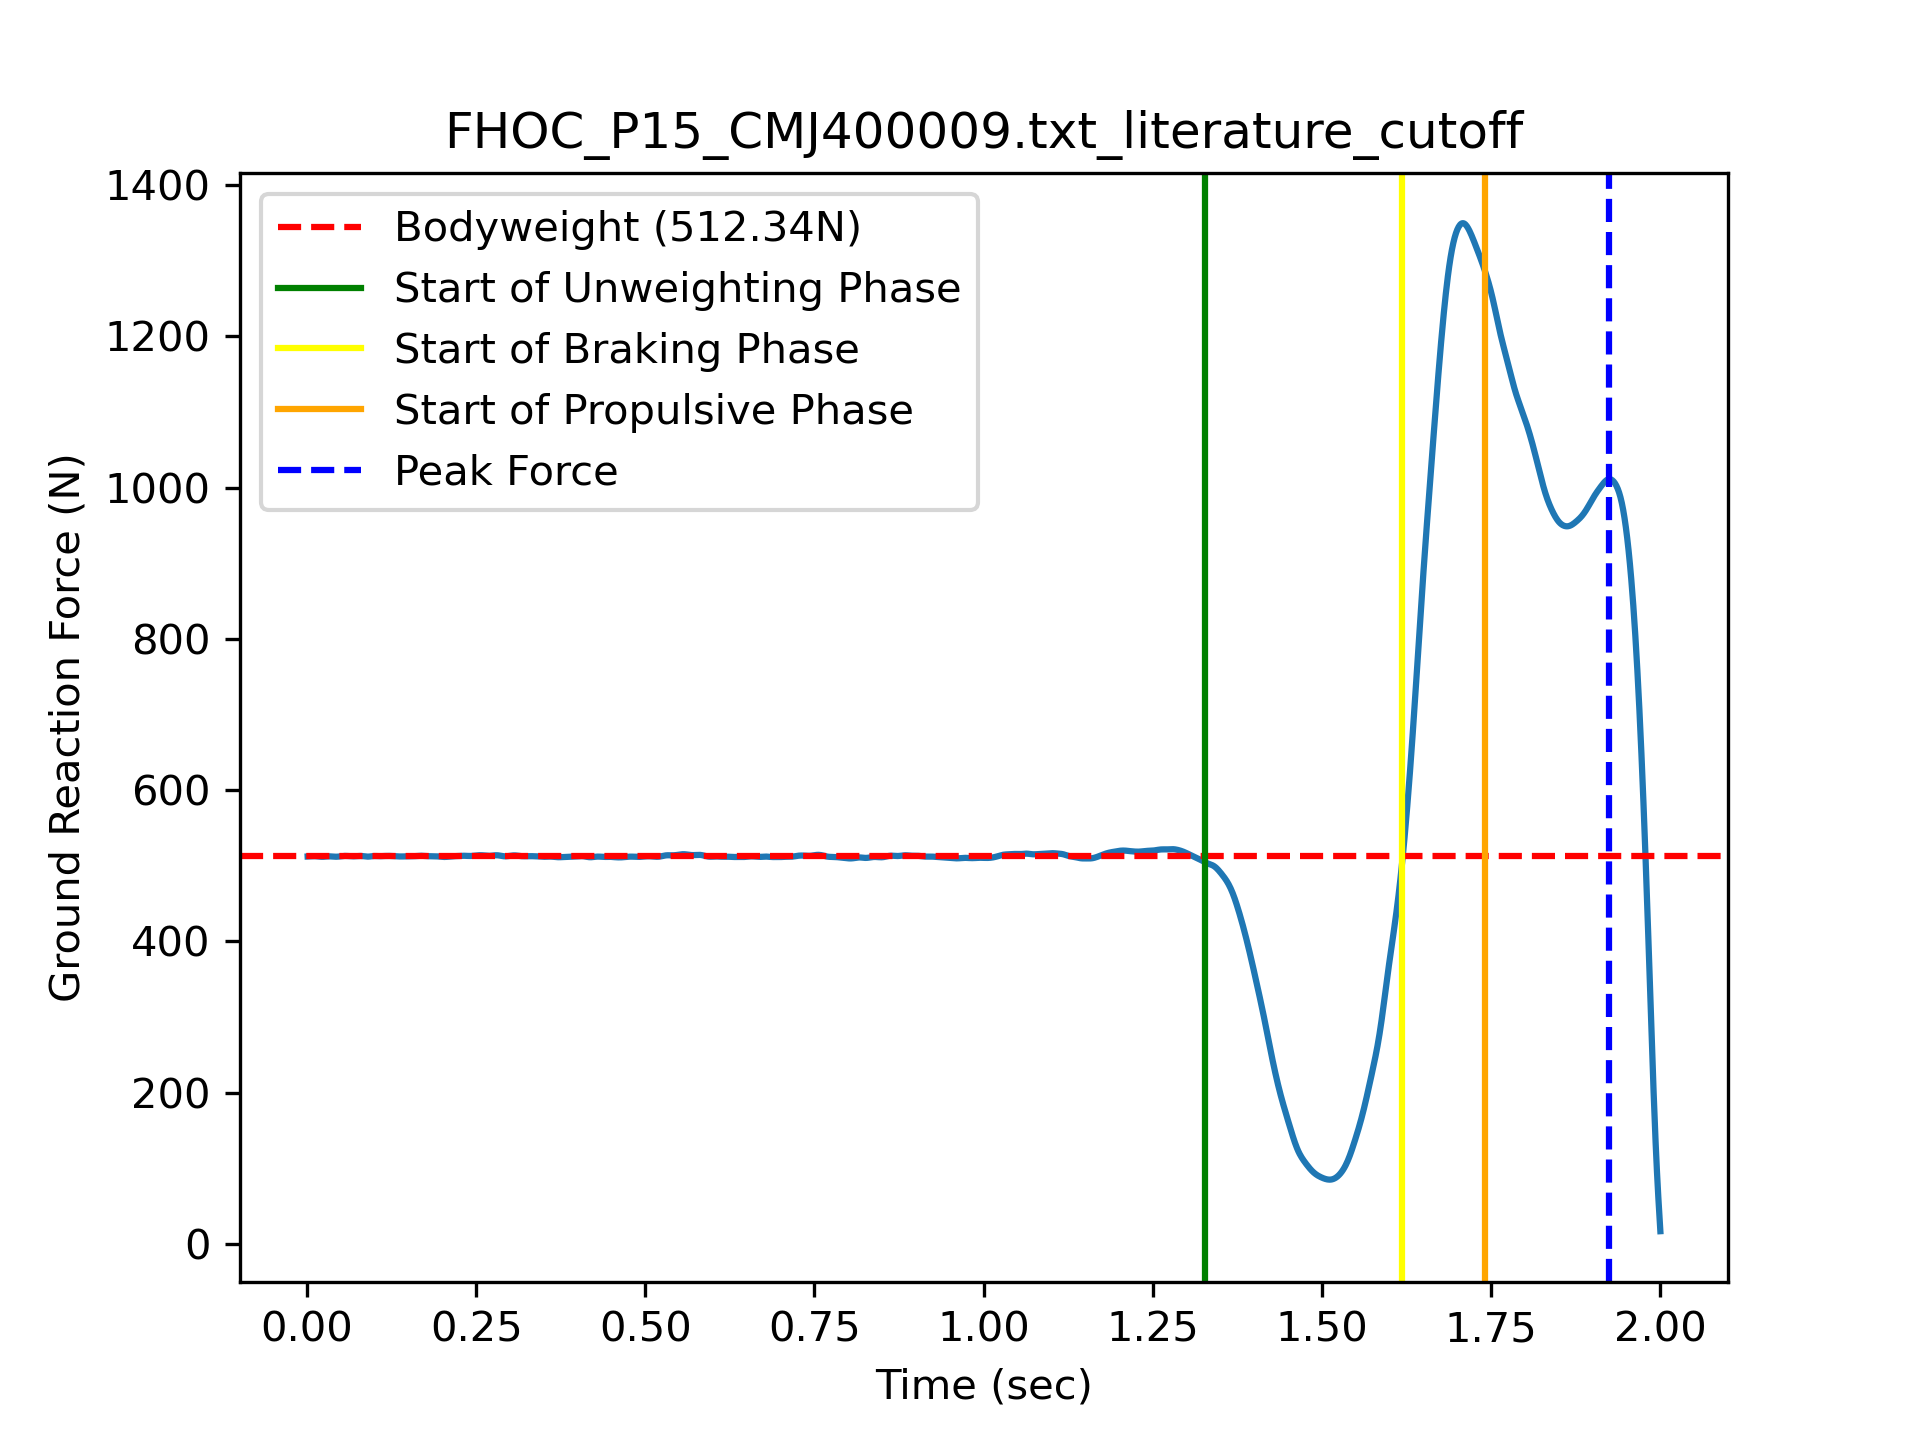 FHOC_P15_CMJ400009.txt_literature_cutoff
1400
1200
1000
800
600
400
200
0
Ground Reaction Force (N)
Bodyweight (512.34N)
Start of Unweighting Phase
Start of Braking Phase
Start of Propulsive Phase
Peak Force
0.00 0.25 0.50 0.75 1.00 1.25 1.50 1.75 2.00
Time (sec)